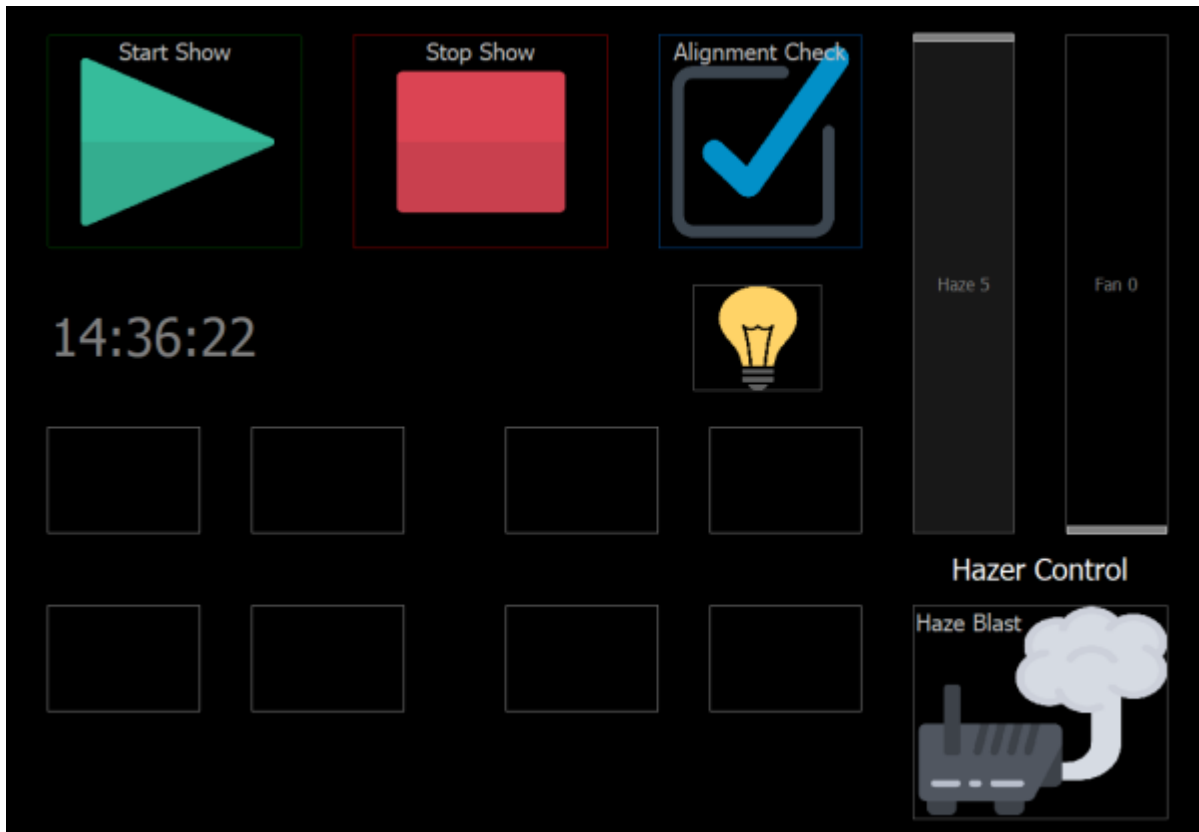 Start Show
Stop Show
Alignment Check
Haze 5
Fan 0
14:36:22
Hazer Control
Haze Blast